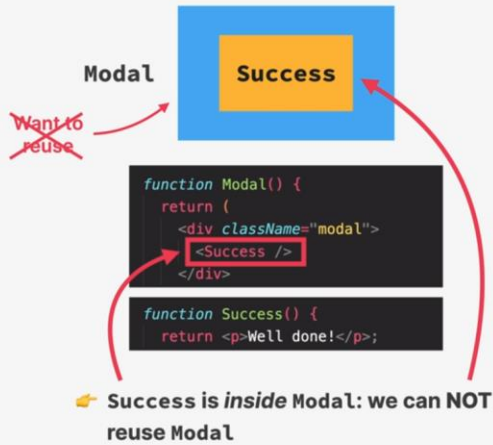 Modal
Success
Want to
reuse
function Modal() {
return (
<div className="modal">
<Success />
</div>
function Success() {
return <p>Well done!</p>;
👉 Success is inside Modal: we can NOT
reuse Modal